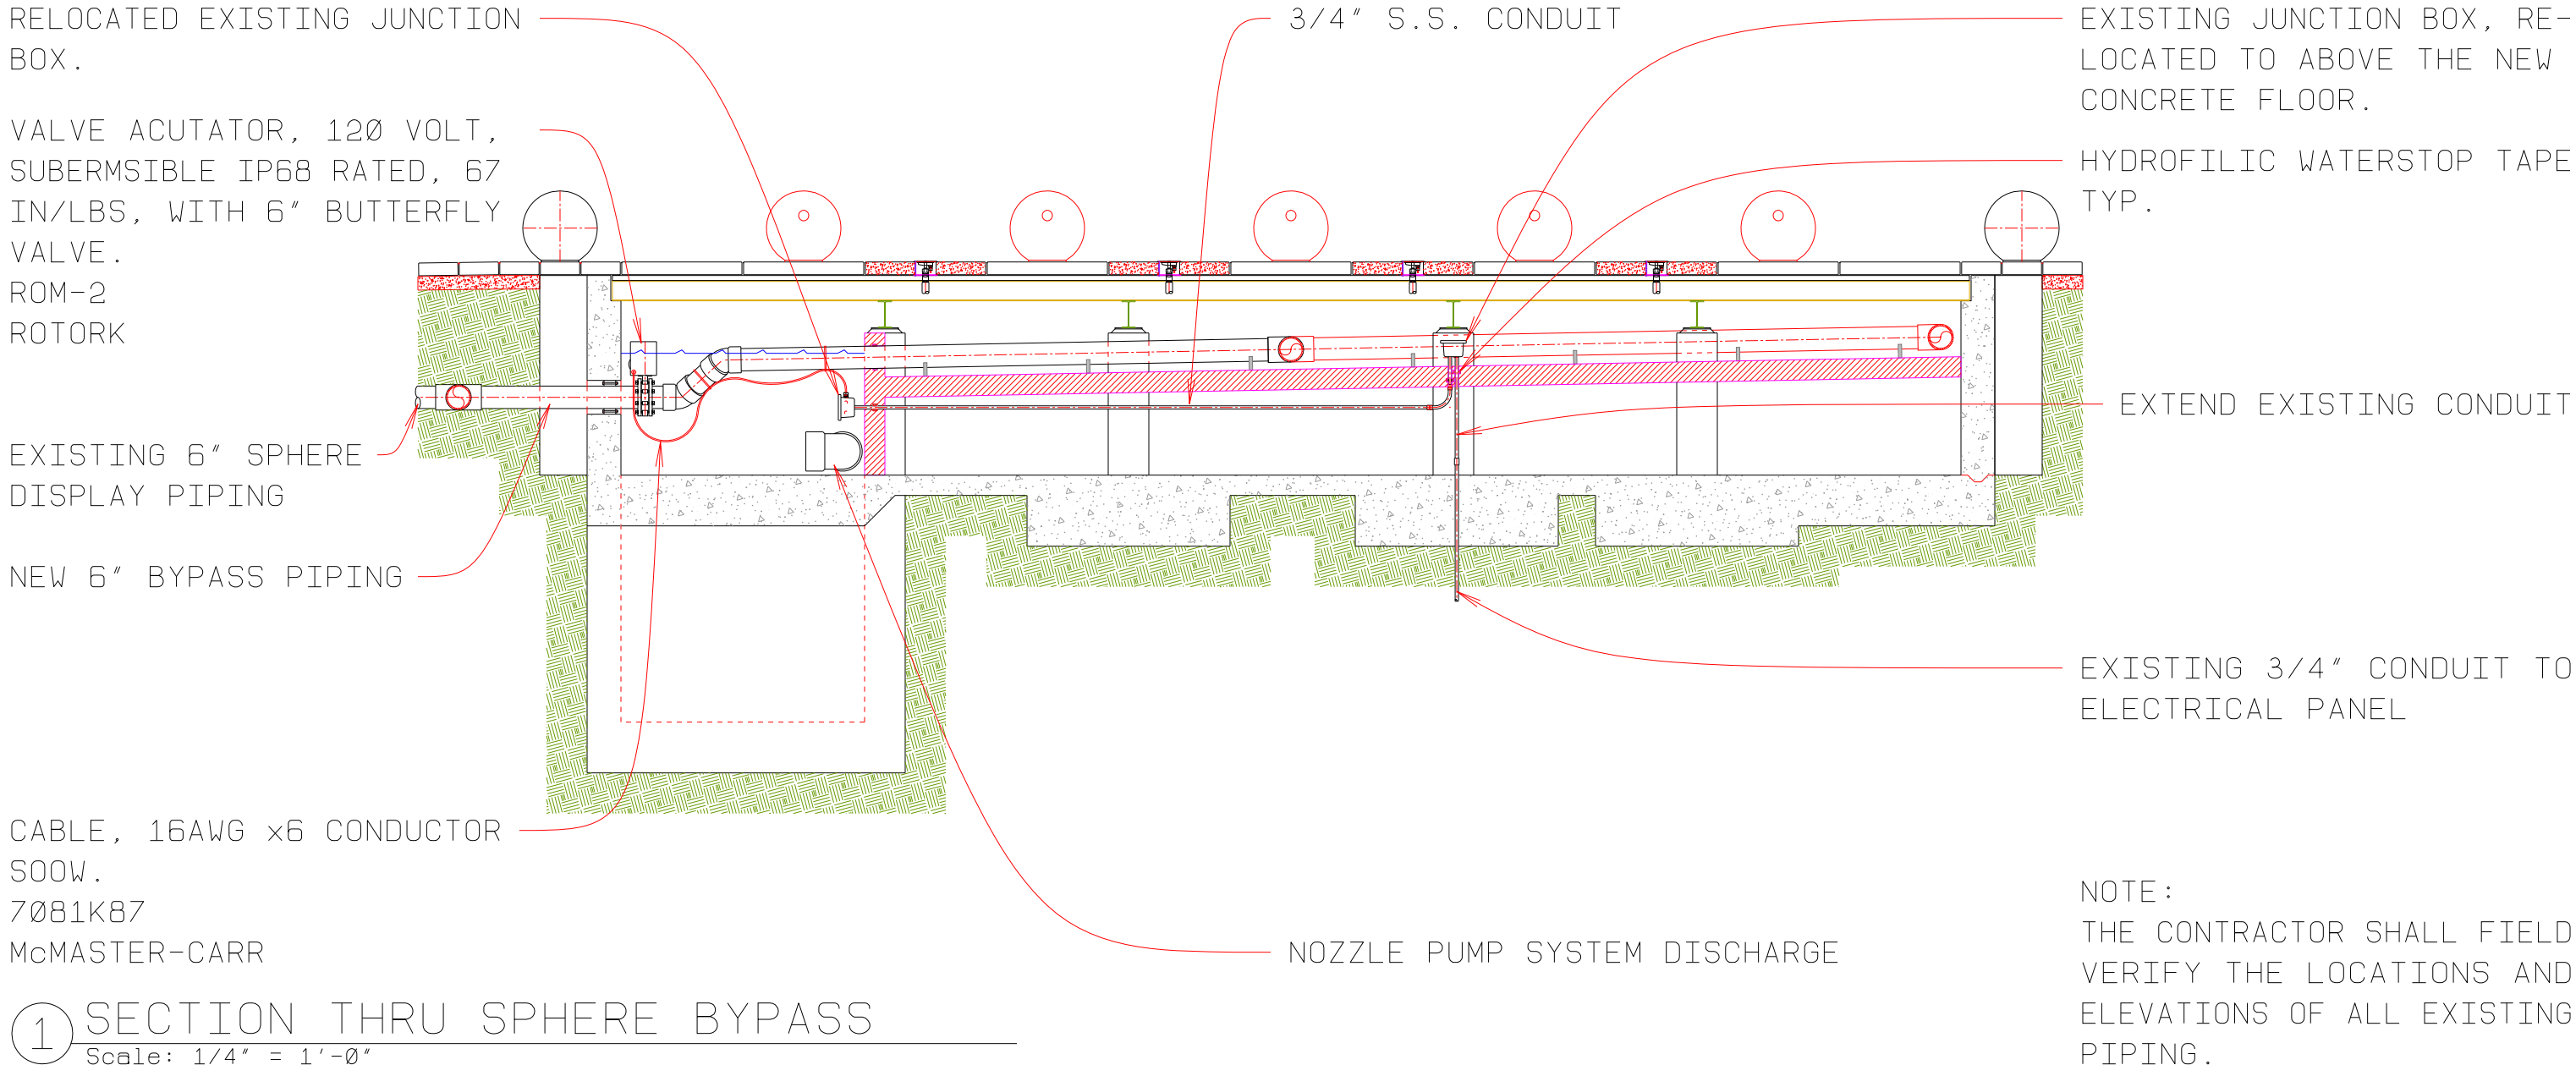 RELOCATED EXISTING JUNCTION
BOX.
VALVE ACUTATOR, 120 VOLT,
SUBERMSIBLE IP68 RATED, 67
IN/LBS, WITH 6" BUTTERFLY
VALVE.
ROM-2
ROTORK
EXISTING 6" SPHERE
DISPLAY PIPING
NEW 6" BYPASS PIPING
CABLE, 16AWG x6 CONDUCTOR
SOOW.
7081K87
McMASTER-CARR
3/4" S.S. CONDUIT
NOZZLE PUMP SYSTEM DISCHARGE
EXISTING JUNCTION BOX, RE-
LOCATED TO ABOVE THE NEW
CONCRETE FLOOR.
HYDROFILIC WATERSTOP TAPE
TYP.
EXTEND EXISTING CONDUIT
EXISTING 3/4" CONDUIT TO
ELECTRICAL PANEL
NOTE:
THE CONTRACTOR SHALL FIELD
VERIFY THE LOCATIONS AND
ELEVATIONS OF ALL EXISTING
PIPING.
1 SECTION THRU SPHERE BYPASS
Scale: 1/4" = 1'-0"